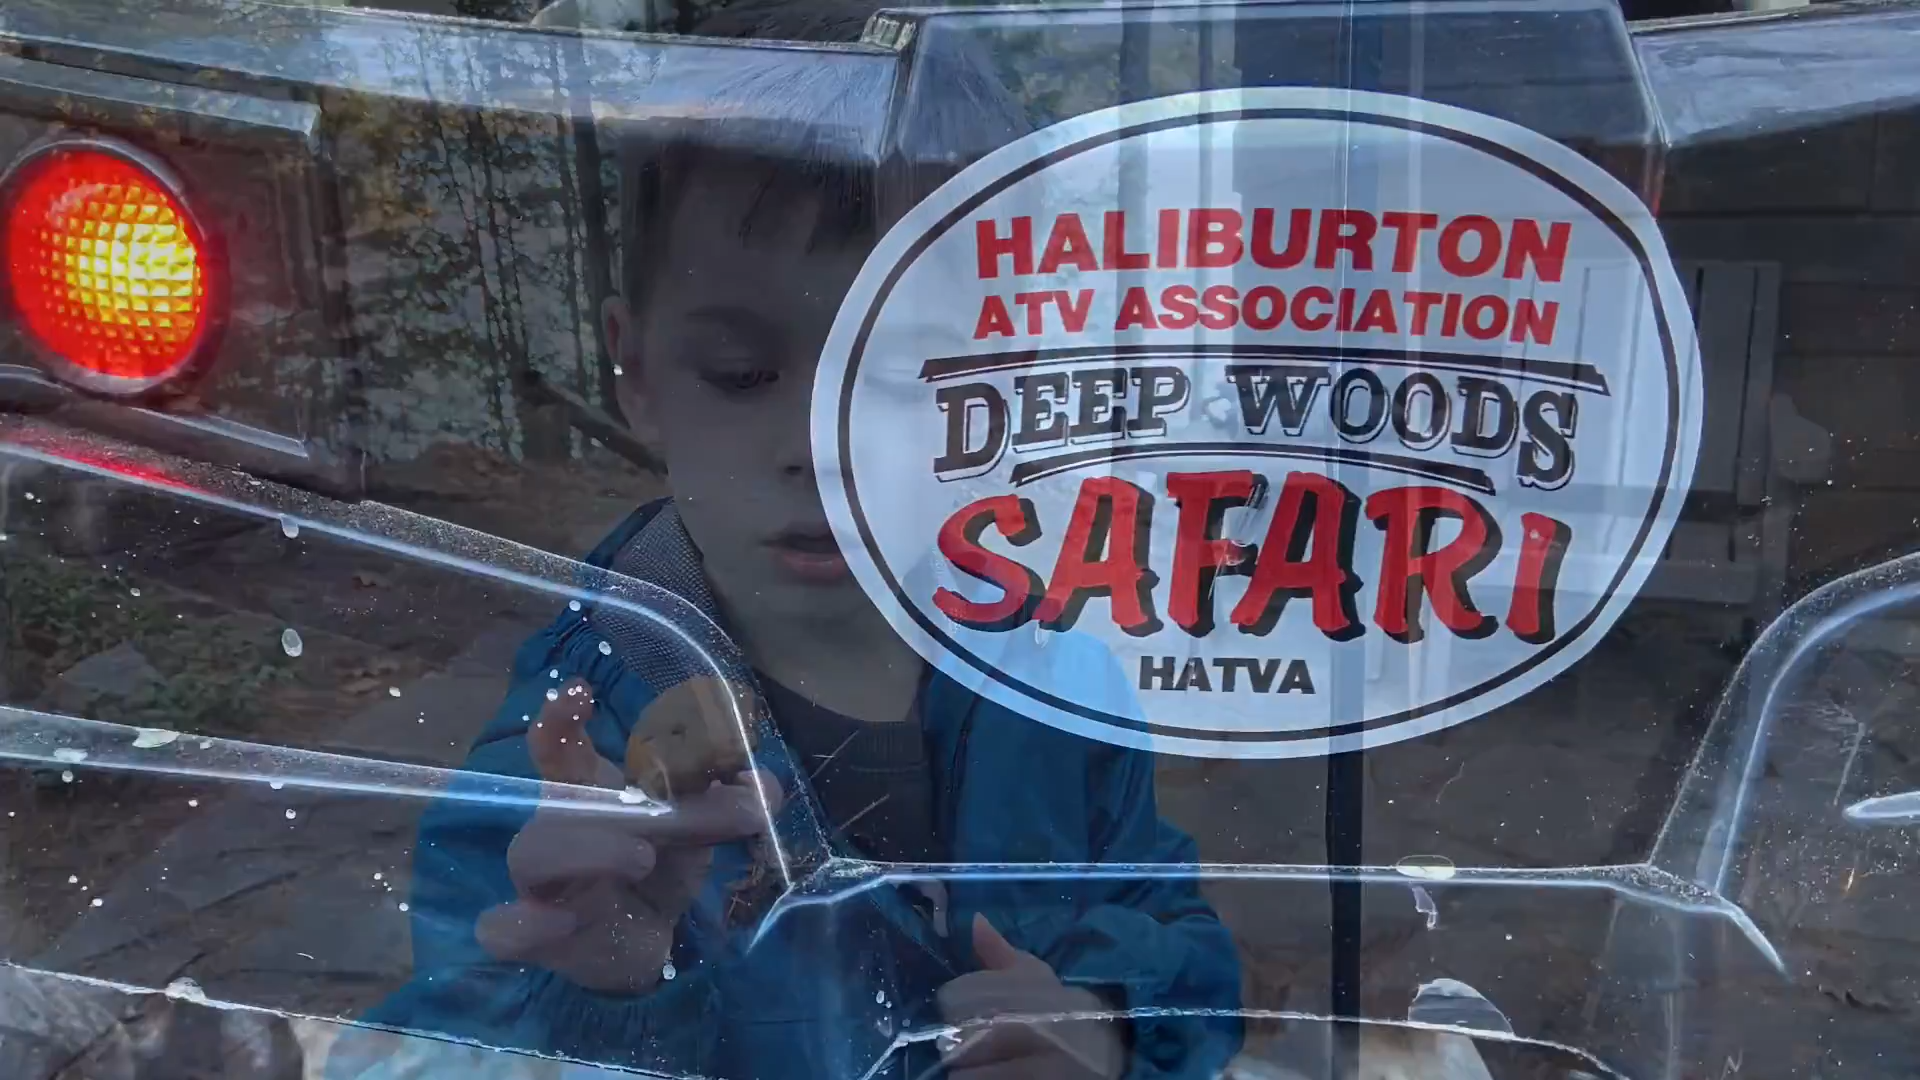 HALIBURTON
ATV ASSOCIATION
DEEP WOODS
SAFARI
HATVA